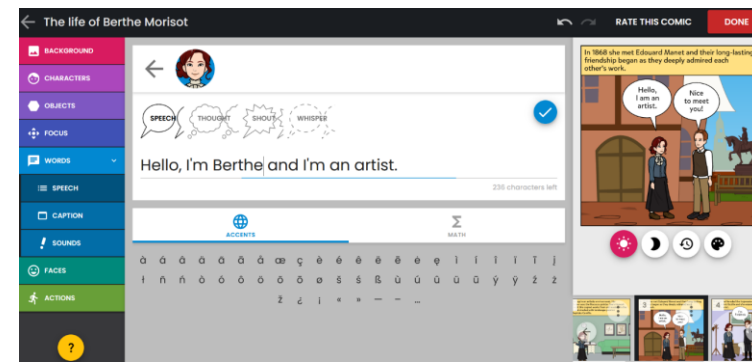 The life of Berthe Morisot
RATE THIS COMIC
DONE
BACKGROUND
CHARACTERS
OBJECTS
FOCUS
WORDS
SPEECH
CAPTION
SOUNDS
FACES
ACTIONS
?
SPEECH
THOUGHT
SHOUT
WHISPER
Hello, I'm Berthe and I'm an artist.
236 characters left
ACCENTS
Σ
MATH
In 1868 she met Edouard Manet and their long-lasting
friendship began as they deeply admired each
other's work.
Hello,
I am an
artist.
Nice
to meet
you!
3
4